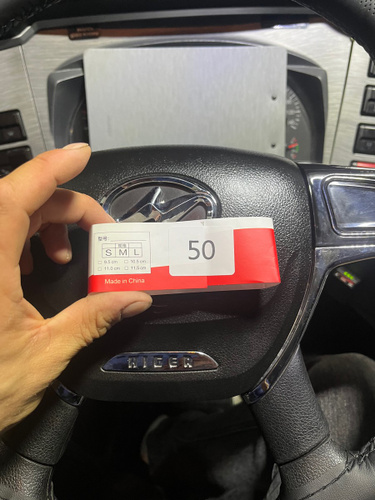 型号:
S M L
50
Made in China
RIDER